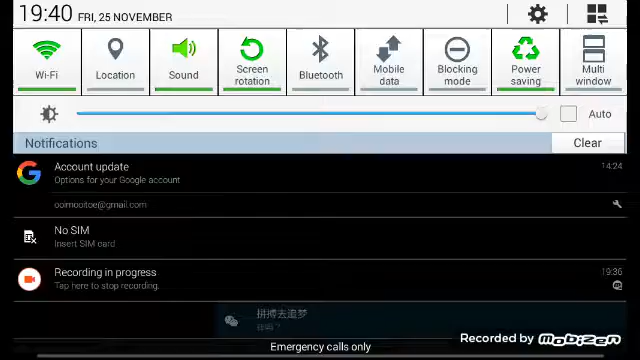 19:40 FRI, 25 NOVEMBER
Wi-Fi
Location
Sound
Screen rotation
Bluetooth
Mobile data
Blocking mode
Power saving
Multi window
Auto
Notifications
Clear
Account update
14:24
Options for your Google account
ooimooitoe@gmail.com
No SIM
Insert SIM card
Recording in progress
19:36
Tap here to stop recording.
拼搏去追梦
Emergency calls only
Recorded by Mobizen